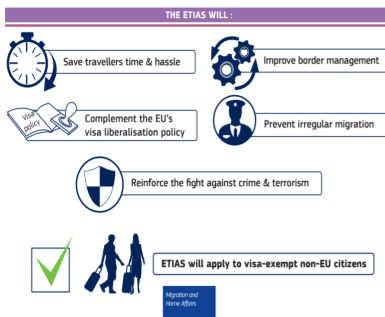 THE ETIAS WILL :
Save travellers time & hassle
Improve border management
Visa
policy
Complement the EU's
visa liberalisation policy
Prevent irregular migration
Reinforce the fight against crime & terrorism
ETIAS will apply to visa-exempt non-EU citizens
Migration and
Home Affairs